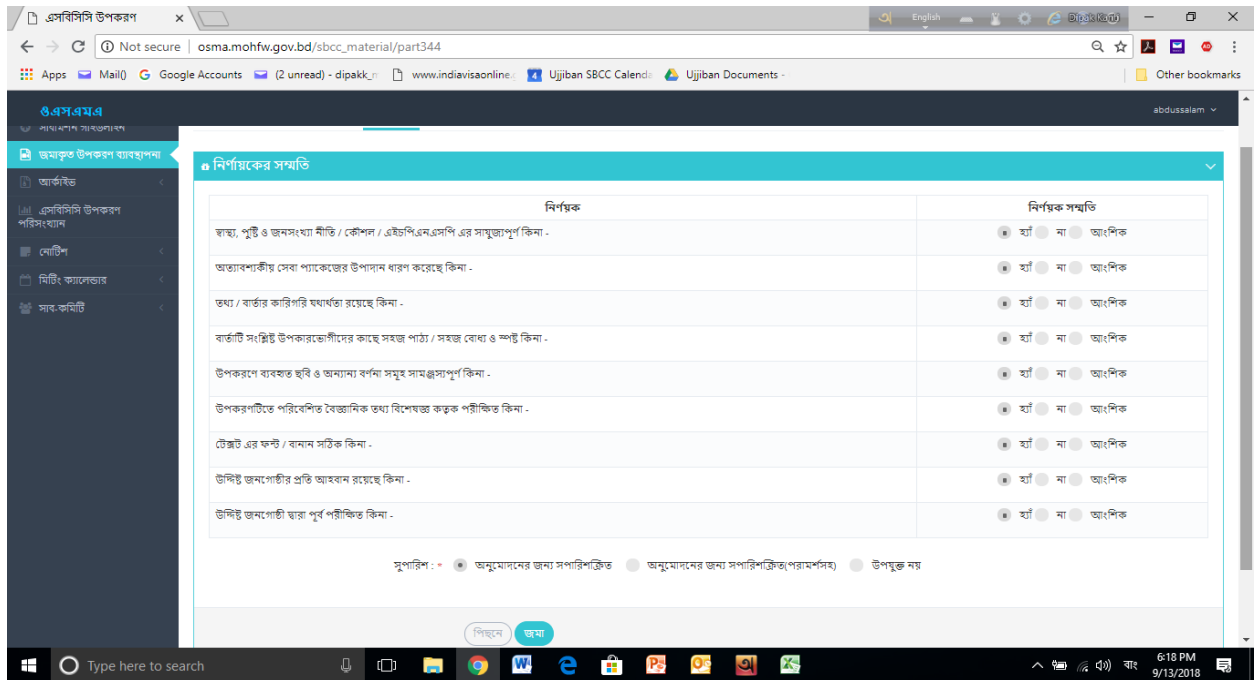 এসবিসিসি উপকরণ
English
Not secure | osma.mohfw.gov.bd/sbcc_material/part344
Apps Mail() Google Accounts (2 unread) - dipakk_ www.indiavisaonline. Ujjiban SBCC Calenda Ujjiban Documents - Other bookmarks
ওএসএমএ
abdussalam
জমাকৃত উপকরণ ব্যবস্থাপনা
আর্কাইভ
এসবিসিসি উপকরণ
পরিসংখ্যান
নোটিশ
মিটিং ক্যালেন্ডার
সাব-কমিটি
নির্ণায়কের সম্মতি
নির্ণায়ক নির্ণায়ক সম্মতি
স্বাস্থ্য, পুষ্টি ও জনসংখ্যা নীতি / কৌশল / এইচপিএনএসপি এর সাযুজ্যপূর্ণ কিনা - হ্যাঁ না আংশিক
অত্যাবশ্যকীয় সেবা প্যাকেজের উপাদান ধারণ করেছে কিনা - হ্যাঁ না আংশিক
তথ্য / বার্তার কারিগরি যথার্থতা রয়েছে কিনা - হ্যাঁ না আংশিক
বার্তাটি সংশ্লিষ্ট উপকারভোগীদের কাছে সহজ পাঠ্য / সহজ বোধ্য ও স্পষ্ট কিনা - হ্যাঁ না আংশিক
উপকরণে ব্যবহৃত ছবি ও অন্যান্য বর্ণনা সমূহ সামঞ্জস্যপূর্ণ কিনা - হ্যাঁ না আংশিক
উপকরণটিতে পরিবেশিত বৈজ্ঞানিক তথ্য বিশেষজ্ঞ কতৃক পরীক্ষিত কিনা - হ্যাঁ না আংশিক
টেক্সট এর ফন্ট / বানান সঠিক কিনা - হ্যাঁ না আংশিক
উদ্দিষ্ট জনগোষ্ঠীর প্রতি আহবান রয়েছে কিনা - হ্যাঁ না আংশিক
উদ্দিষ্ট জনগোষ্ঠী দ্বারা পূর্ব পরীক্ষিত কিনা - হ্যাঁ না আংশিক
সুপারিশ : * অনুমোদনের জন্য সপারিশক্রিত অনুমোদনের জন্য সপারিশক্রিত(পরামর্শসহ) উপযুক্ত নয়
পিছনে জমা
Type here to search
বাং
6:18 PM
9/13/2018